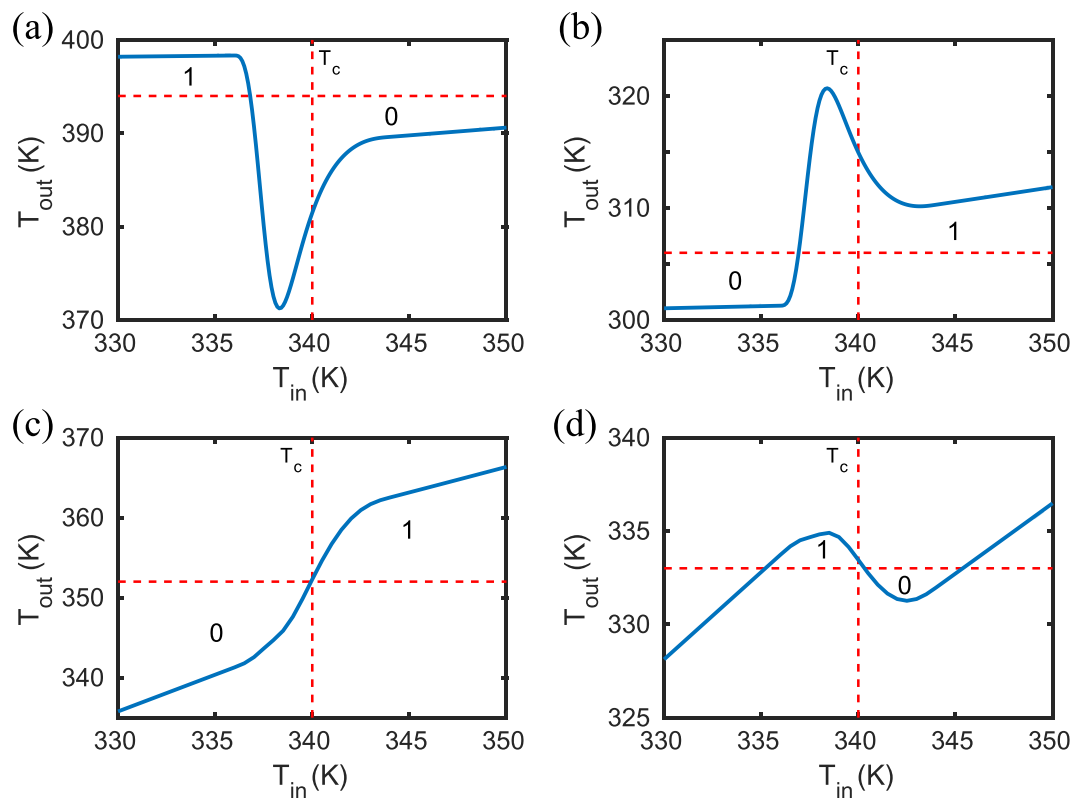 (a)
400
390
380
370
T_out (K)
1
T_c
0
330 335 340 345 350
T_in (K)
(b)
320
310
300
T_out (K)
T_c
0
1
330 335 340 345 350
T_in (K)
(c)
370
360
350
340
T_out (K)
T_c
0
1
330 335 340 345 350
T_in (K)
(d)
340
335
330
325
T_out (K)
T_c
1
0
330 335 340 345 350
T_in (K)